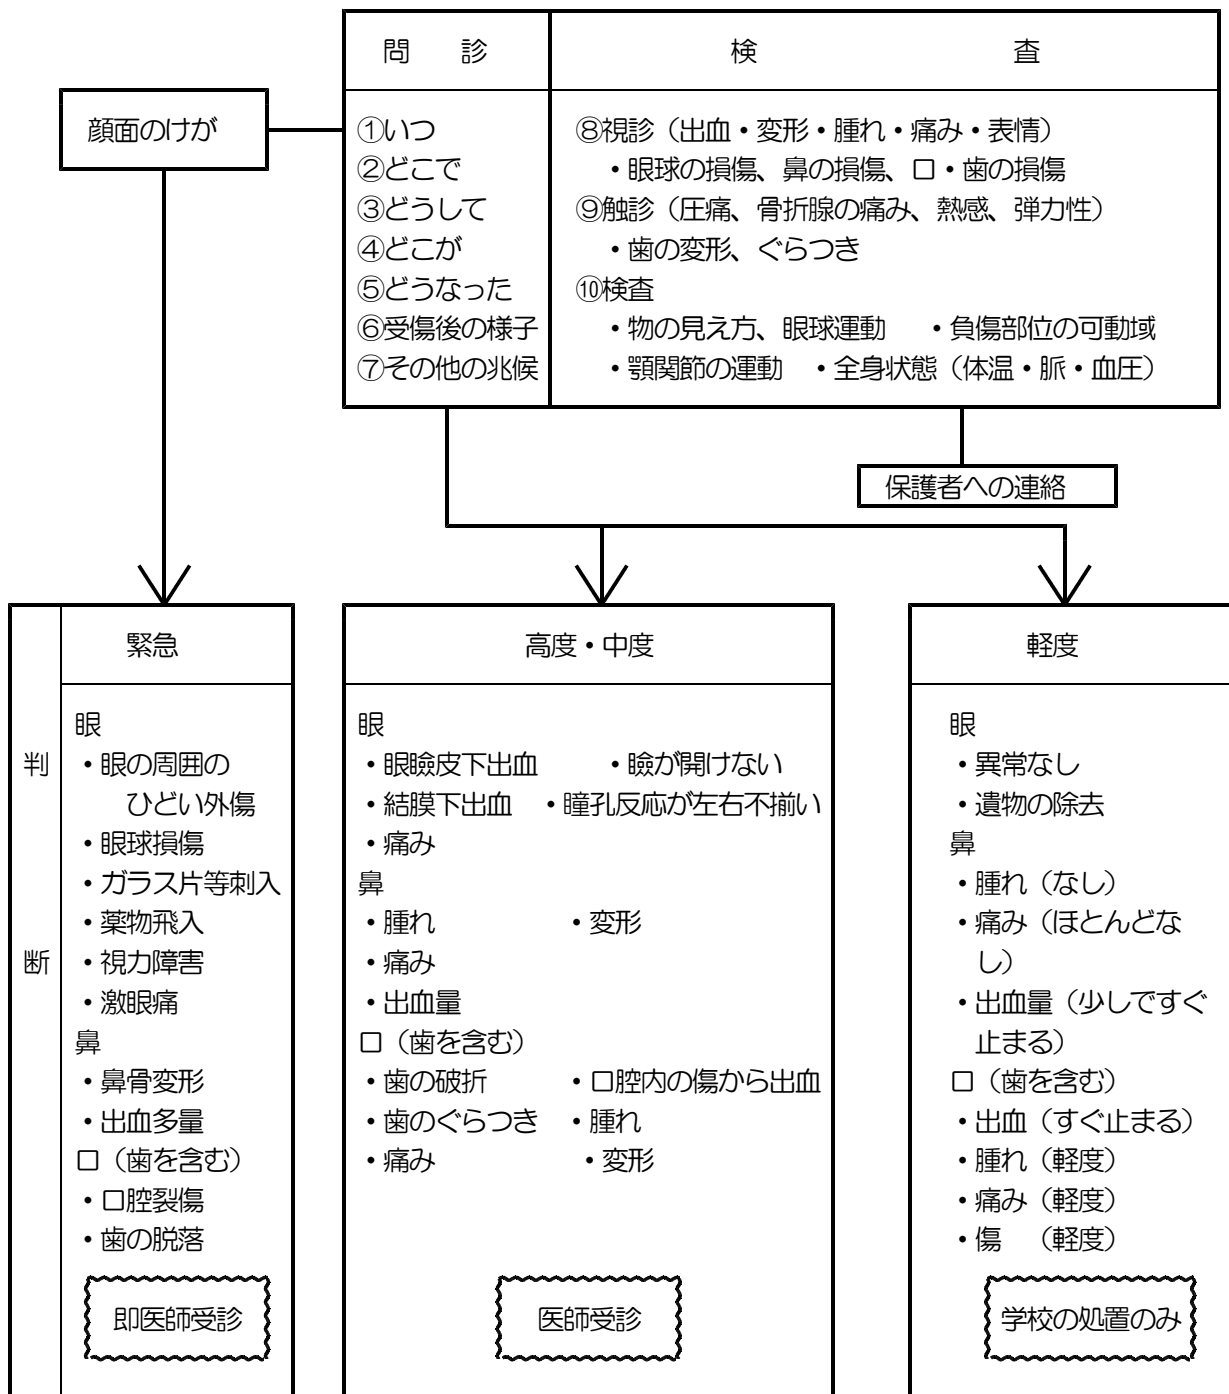 問　診
検　査
顔面のけが
①いつ
②どこで
③どうして
④どこが
⑤どうなった
⑥受傷後の様子
⑦その他の兆候
⑧視診（出血・変形・腫れ・痛み・表情）
・眼球の損傷、鼻の損傷、口・歯の損傷
⑨触診（圧痛、骨折腺の痛み、熱感、弾力性）
・歯の変形、ぐらつき
⑩検査
・物の見え方、眼球運動　・負傷部位の可動域
・顎関節の運動　・全身状態（体温・脈・血圧）
保護者への連絡
判断
緊急
眼
・眼の周囲の
ひどい外傷
・眼球損傷
・ガラス片等刺入
・薬物飛入
・視力障害
・激眼痛
鼻
・鼻骨変形
・出血多量
口（歯を含む）
・口腔裂傷
・歯の脱落
即医師受診
高度・中度
眼
・眼瞼皮下出血　・瞼が開けない
・結膜下出血　・瞳孔反応が左右不揃い
・痛み
鼻
・腫れ　・変形
・痛み
・出血量
口（歯を含む）
・歯の破折　・口腔内の傷から出血
・歯のぐらつき　・腫れ
・痛み　・変形
医師受診
軽度
眼
・異常なし
・遺物の除去
鼻
・腫れ（なし）
・痛み（ほとんどな
し）
・出血量（少しですぐ
止まる）
口（歯を含む）
・出血（すぐ止まる）
・腫れ（軽度）
・痛み（軽度）
・傷　（軽度）
学校の処置のみ